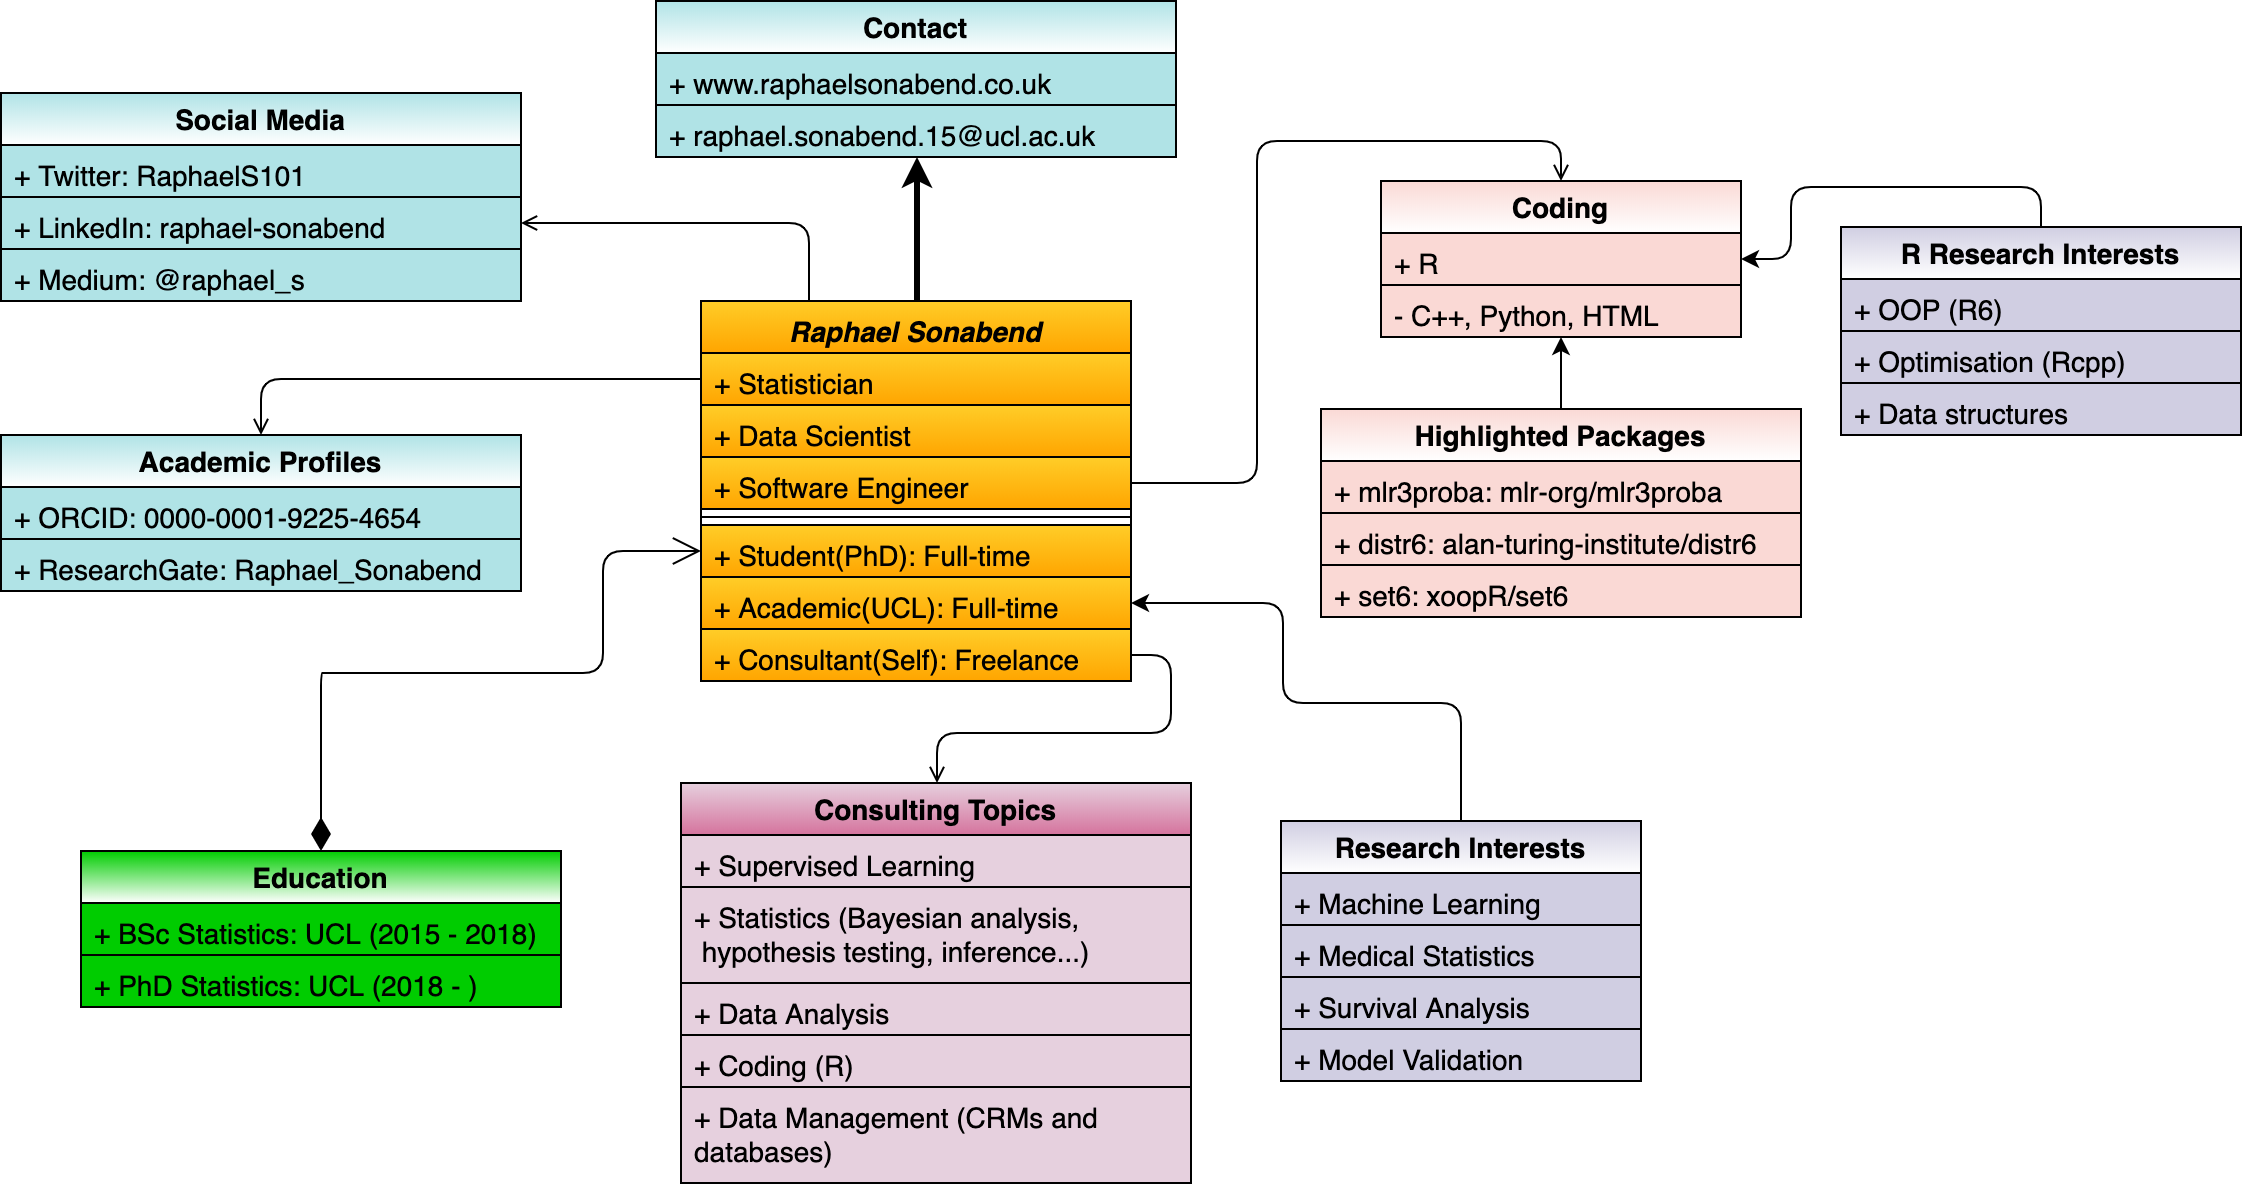 Contact
+ www.raphaelsonabend.co.uk
+ raphael.sonabend.15@ucl.ac.uk
Social Media
+ Twitter: RaphaelS101
+ LinkedIn: raphael-sonabend
+ Medium: @raphael_s
Coding
+ R
- C++, Python, HTML
R Research Interests
+ OOP (R6)
+ Optimisation (Rcpp)
+ Data structures
Raphael Sonabend
+ Statistician
+ Data Scientist
+ Software Engineer
+ Student(PhD): Full-time
+ Academic(UCL): Full-time
+ Consultant(Self): Freelance
Academic Profiles
+ ORCID: 0000-0001-9225-4654
+ ResearchGate: Raphael_Sonabend
Highlighted Packages
+ mlr3proba: mlr-org/mlr3proba
+ distr6: alan-turing-institute/distr6
+ set6: xoopR/set6
Education
+ BSc Statistics: UCL (2015 - 2018)
+ PhD Statistics: UCL (2018 - )
Consulting Topics
+ Supervised Learning
+ Statistics (Bayesian analysis,
hypothesis testing, inference...)
+ Data Analysis
+ Coding (R)
+ Data Management (CRMs and
databases)
Research Interests
+ Machine Learning
+ Medical Statistics
+ Survival Analysis
+ Model Validation